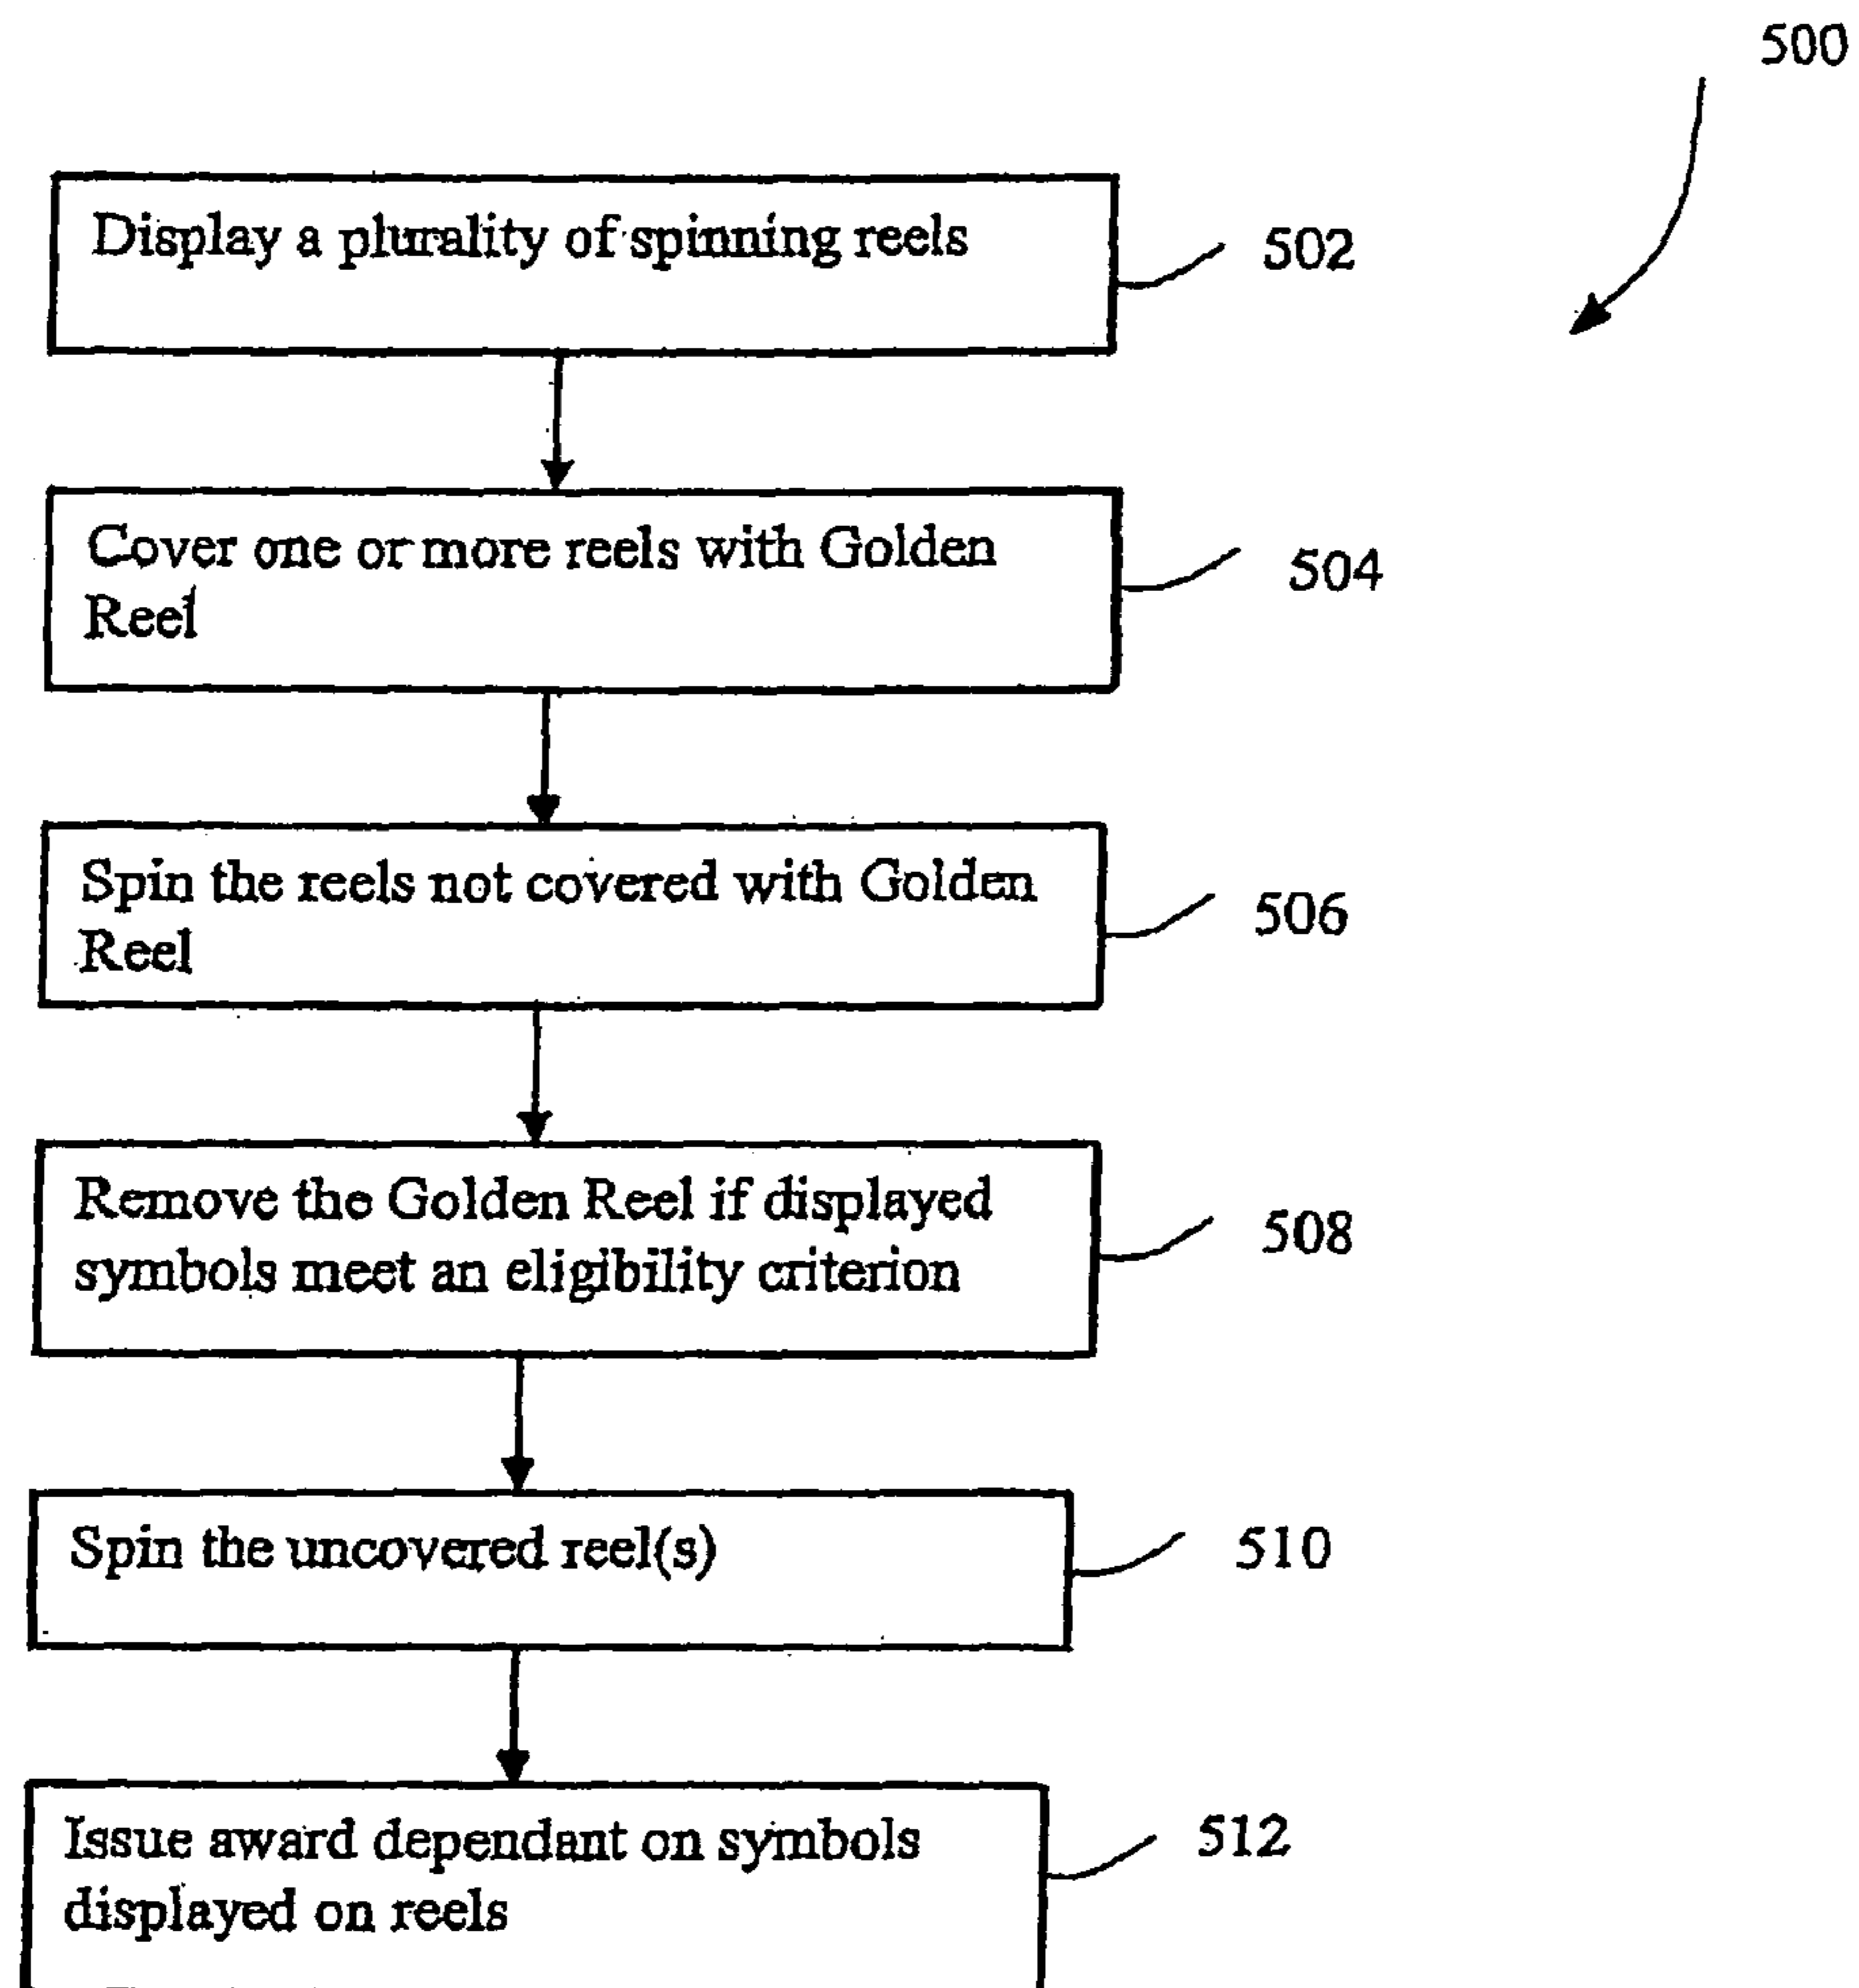 500
Display a plurality of spinning reels
502
Cover one or more reels with Golden
Reel
504
Spin the reels not covered with Golden
Reel
506
Remove the Golden Reel if displayed
symbols meet an eligibility criterion
508
Spin the uncovered reel(s)
510
Issue award dependant on symbols
displayed on reels
512